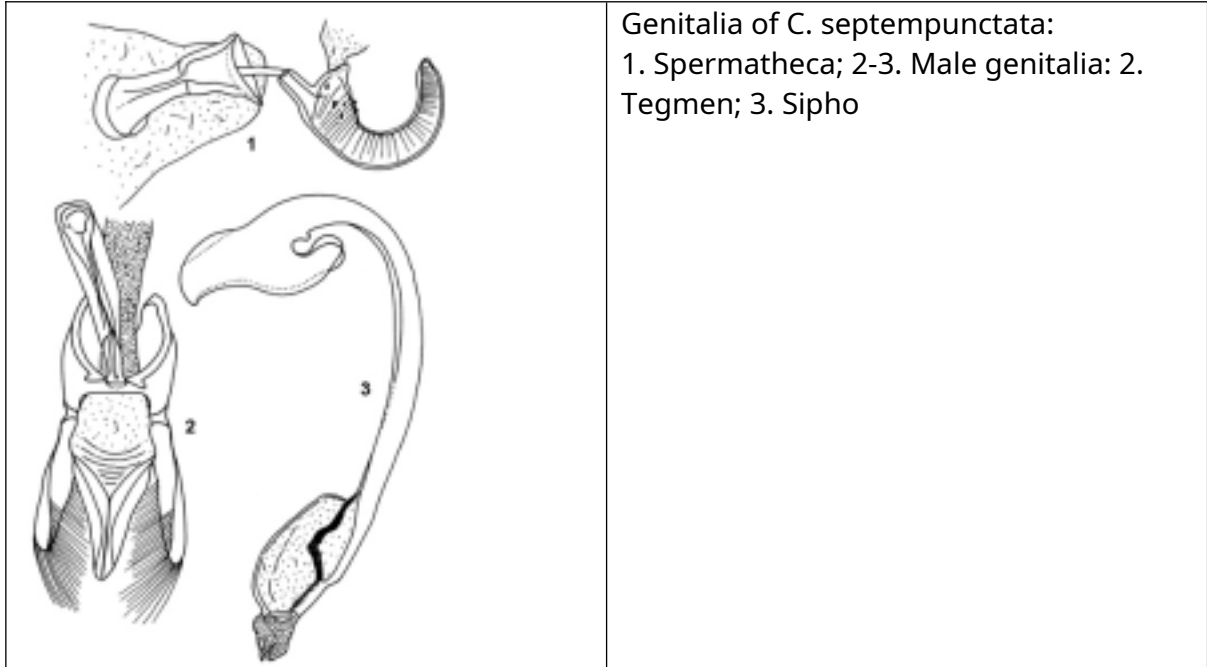 Genitalia of C. septempunctata:
1. Spermatheca; 2-3. Male genitalia: 2.
Tegmen; 3. Sipho
1
2
3